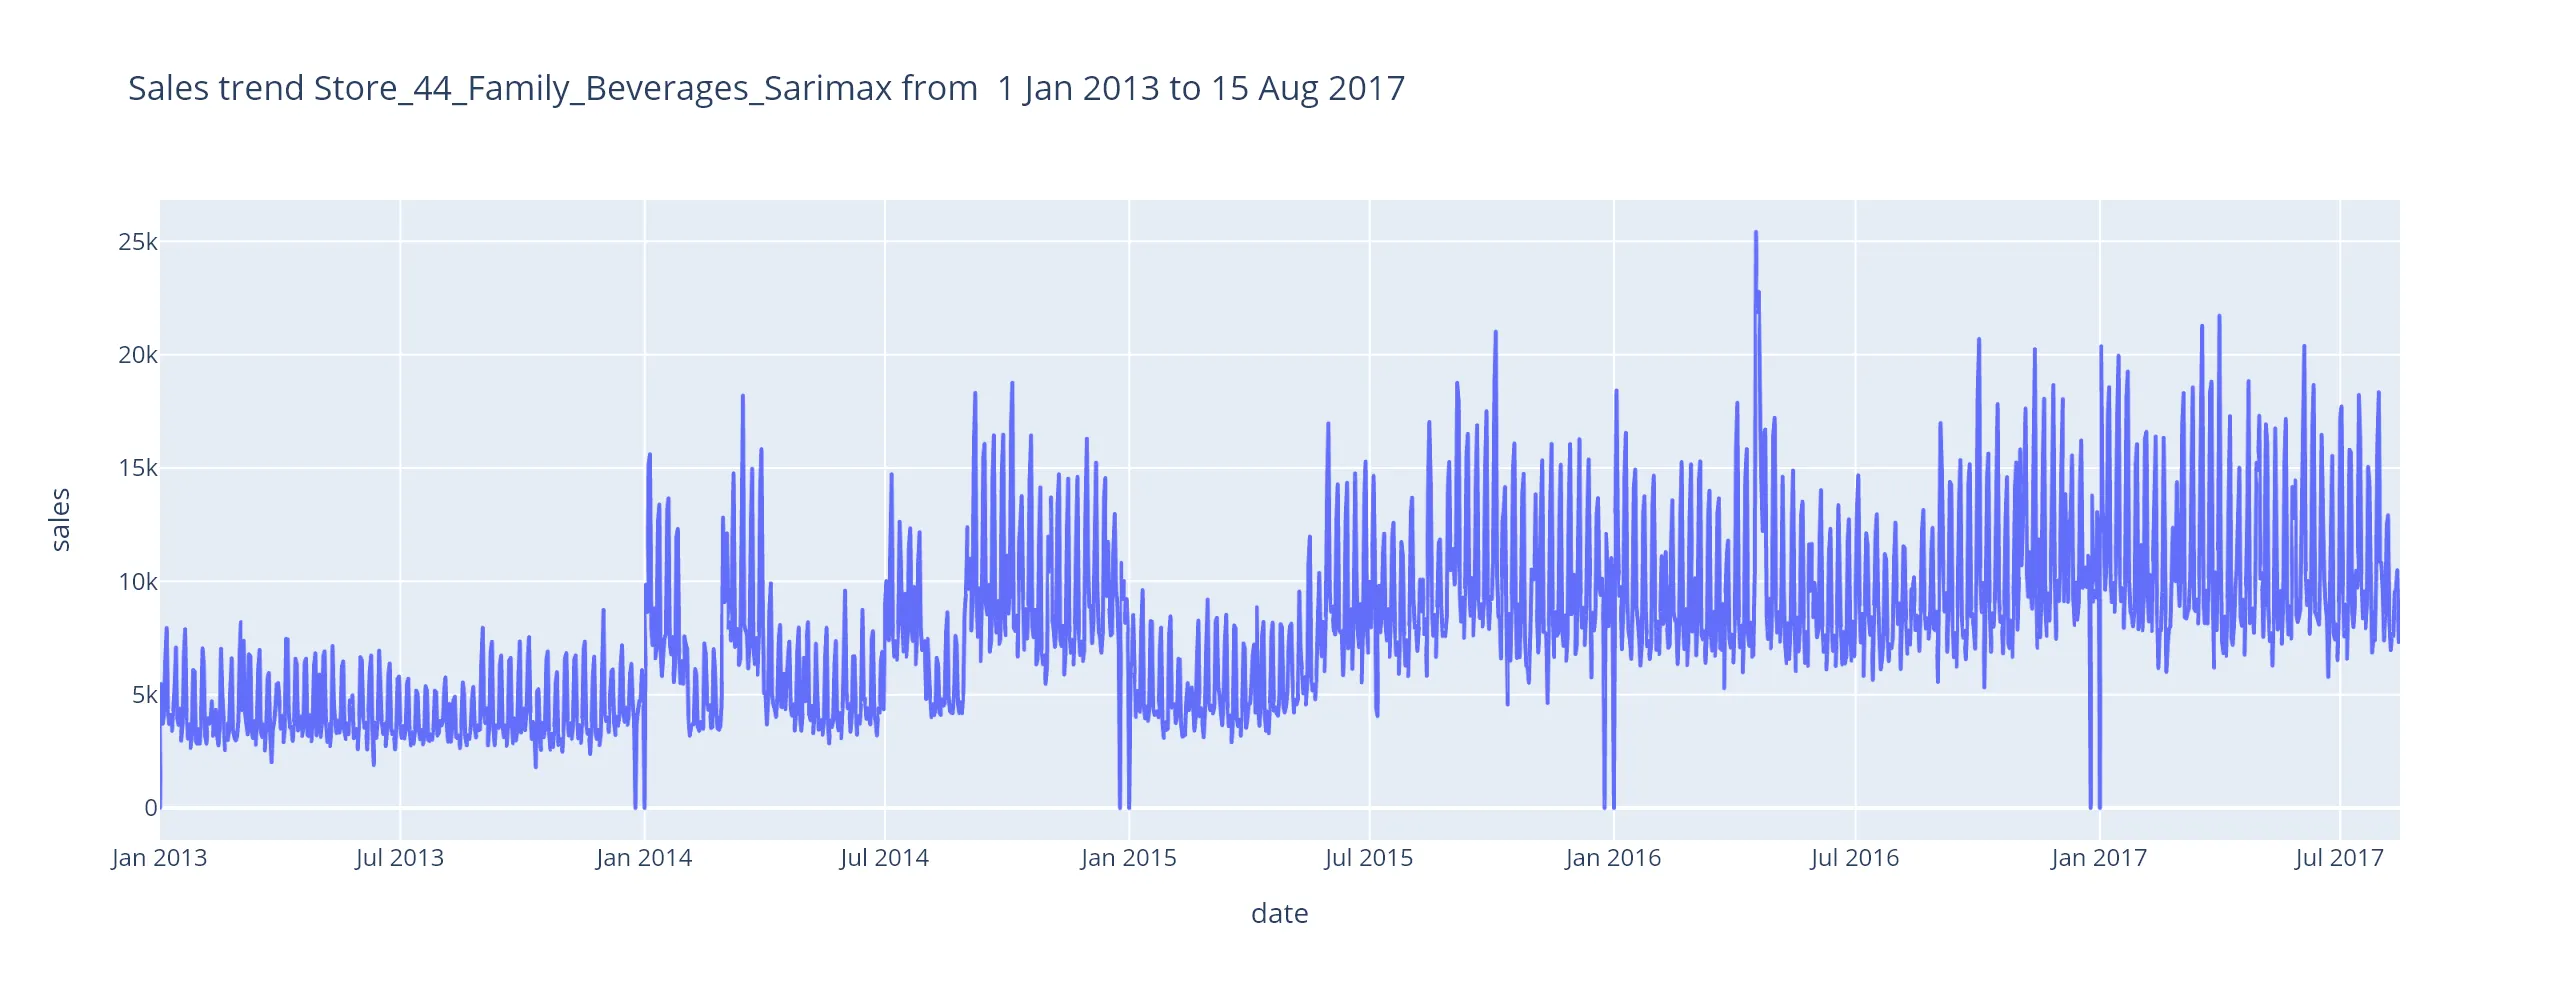 Sales trend Store_44_Family_Beverages_Sarimax from  1 Jan 2013 to 15 Aug 2017
25k
20k
15k
10k
5k
0
sales
Jan 2013
Jul 2013
Jan 2014
Jul 2014
Jan 2015
Jul 2015
Jan 2016
Jul 2016
Jan 2017
Jul 2017
date